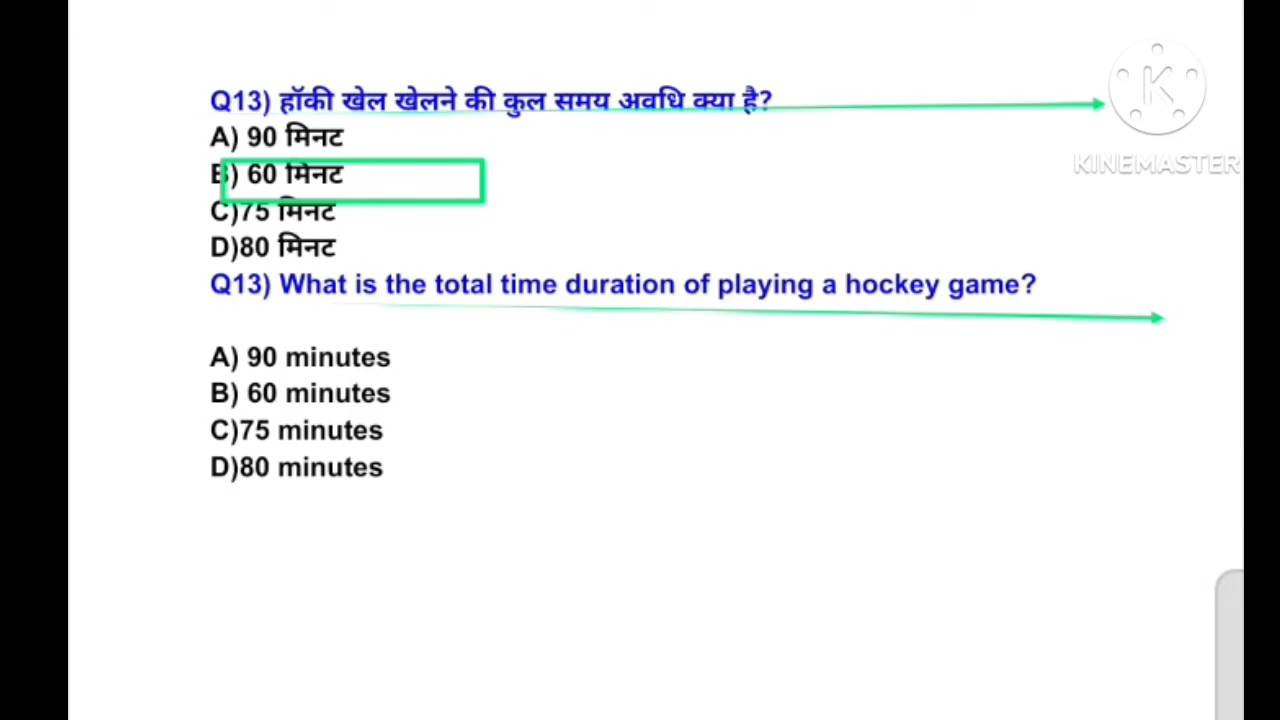 Q13) हॉकी खेल खेलने की कुल समय अवधि क्या है?
A) 90 मिनट
B) 60 मिनट
C)75 मिनट
D)80 मिनट
Q13) What is the total time duration of playing a hockey game?
A) 90 minutes
B) 60 minutes
C)75 minutes
D)80 minutes
K
KINEMASTER